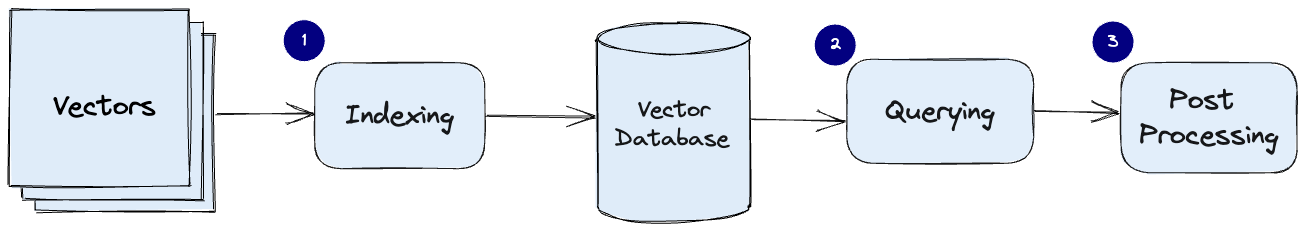 Vectors
1
Indexing
Vector
Database
2
Querying
3
Post
Processing